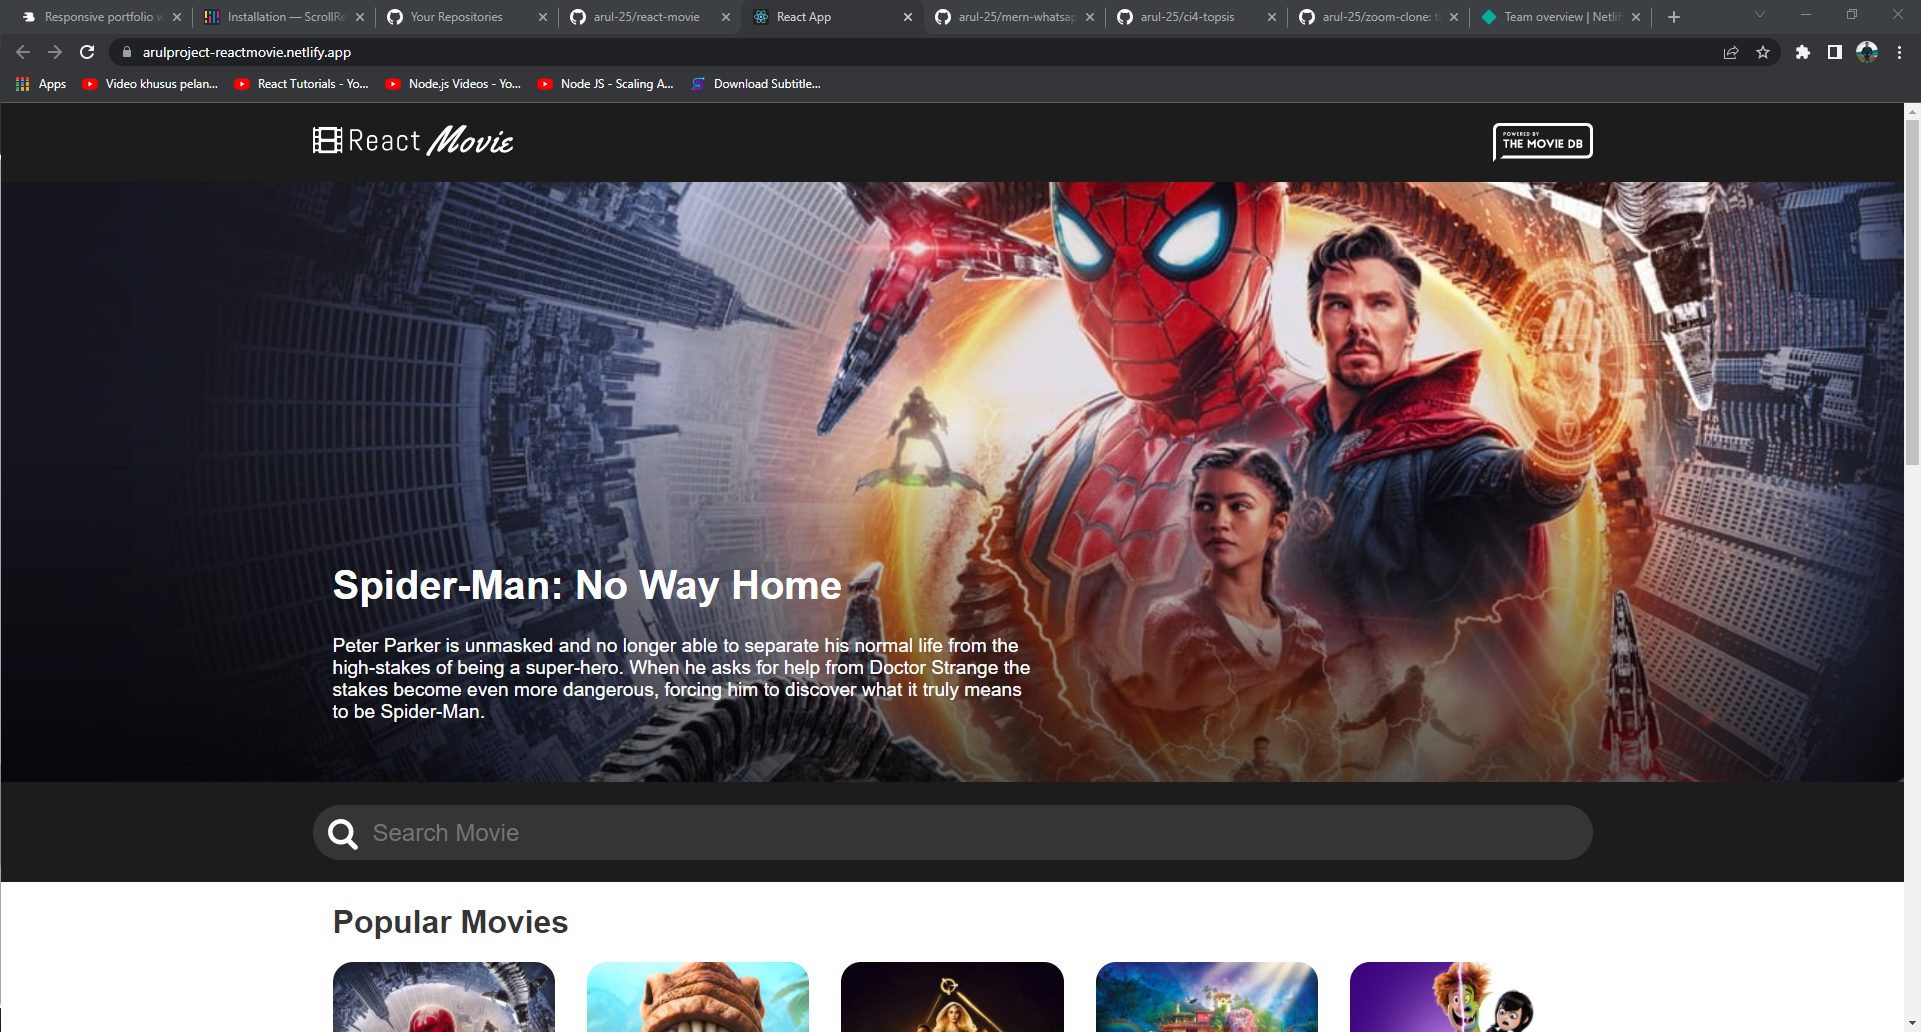 Responsive portfolio w
Installation — ScrollRe
Your Repositories
arul-25/react-movie
React App
arul-25/mern-whatsap
arul-25/ci4-topsis
arul-25/zoom-clone: t
Team overview | Netlif
arulproject-reactmovie.netlify.app
Apps
Video khusus pelan...
React Tutorials - Yo...
Node.js Videos - Yo...
Node JS - Scaling A...
Download Subtitle...
React Movie
POWERED BY
THE MOVIE DB
Spider-Man: No Way Home
Peter Parker is unmasked and no longer able to separate his normal life from the
high-stakes of being a super-hero. When he asks for help from Doctor Strange the
stakes become even more dangerous, forcing him to discover what it truly means
to be Spider-Man.
Search Movie
Popular Movies